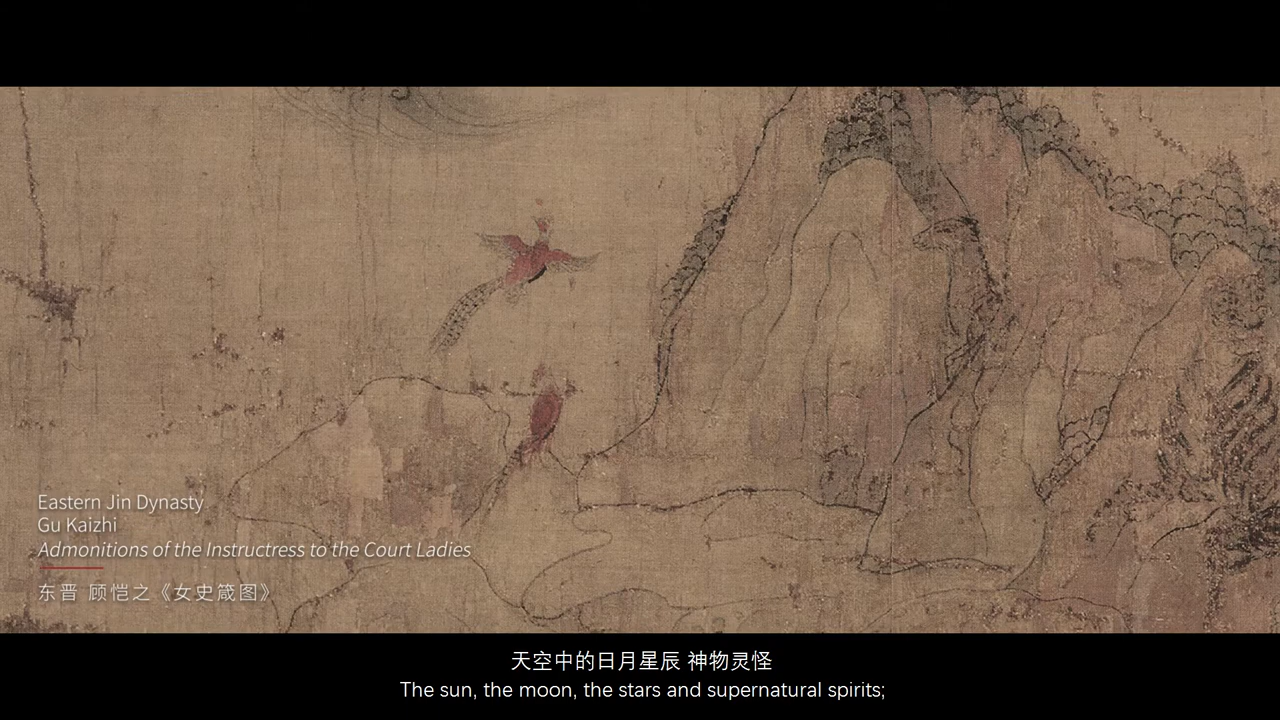 Eastern Jin Dynasty
Gu Kaizhi
Admonitions of the Instructress to the Court Ladies
东晋 顾恺之《女史箴图》
天空中的日月星辰 神物灵怪
The sun, the moon, the stars and supernatural spirits;